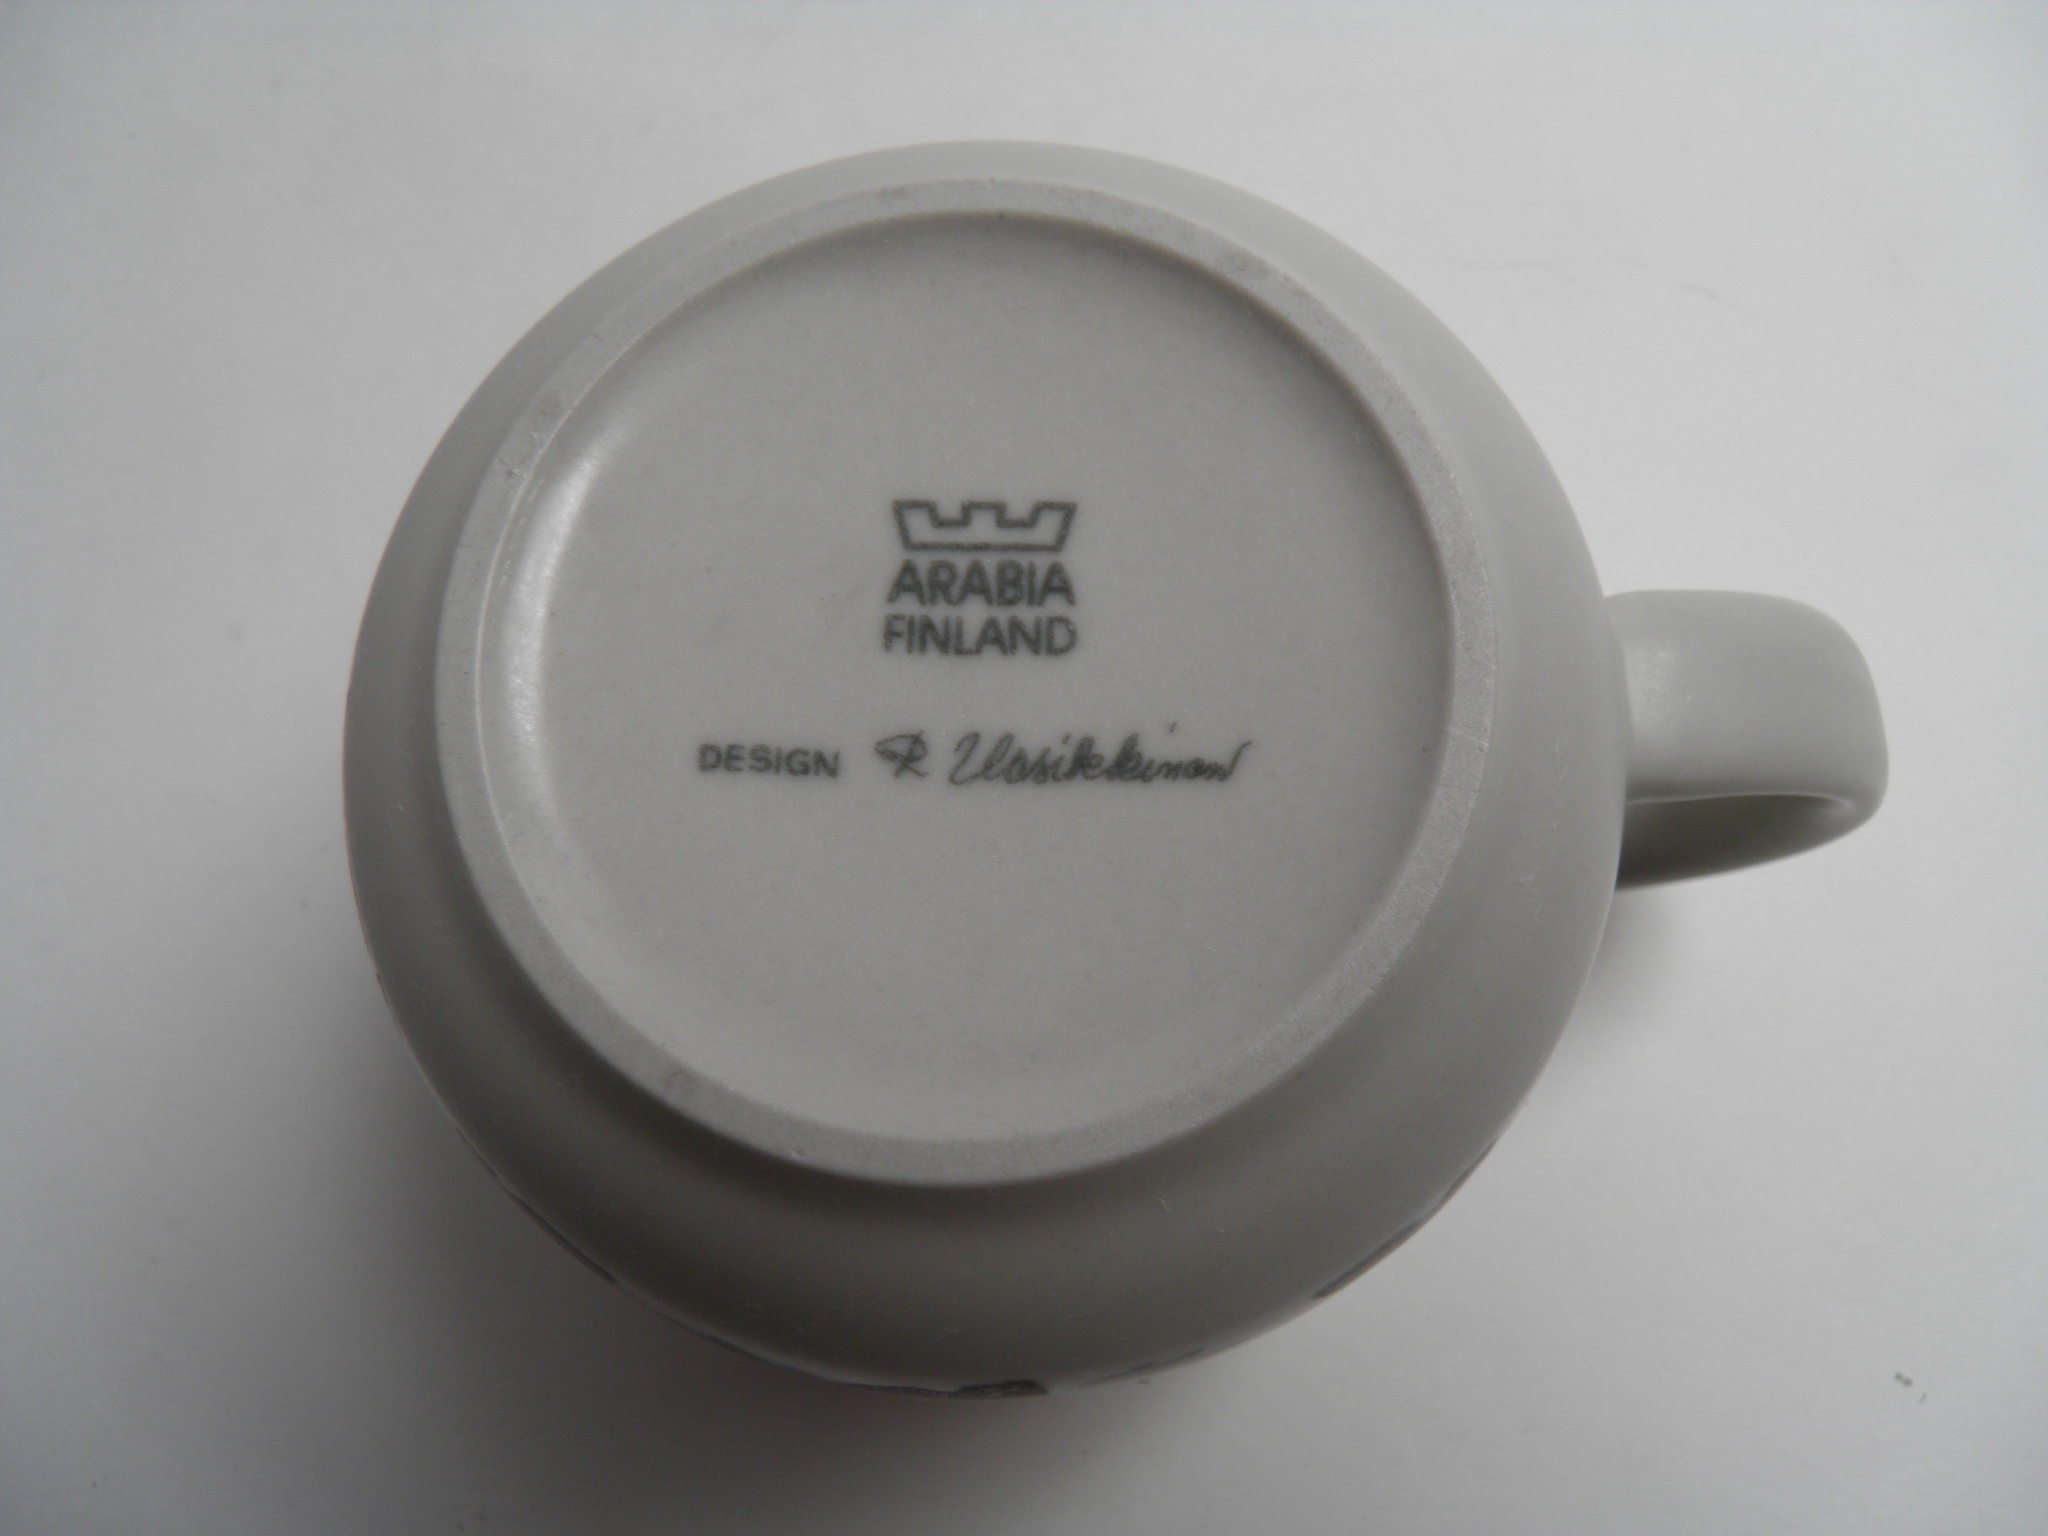 ARABIA
FINLAND
DESIGN R Uosikkinen